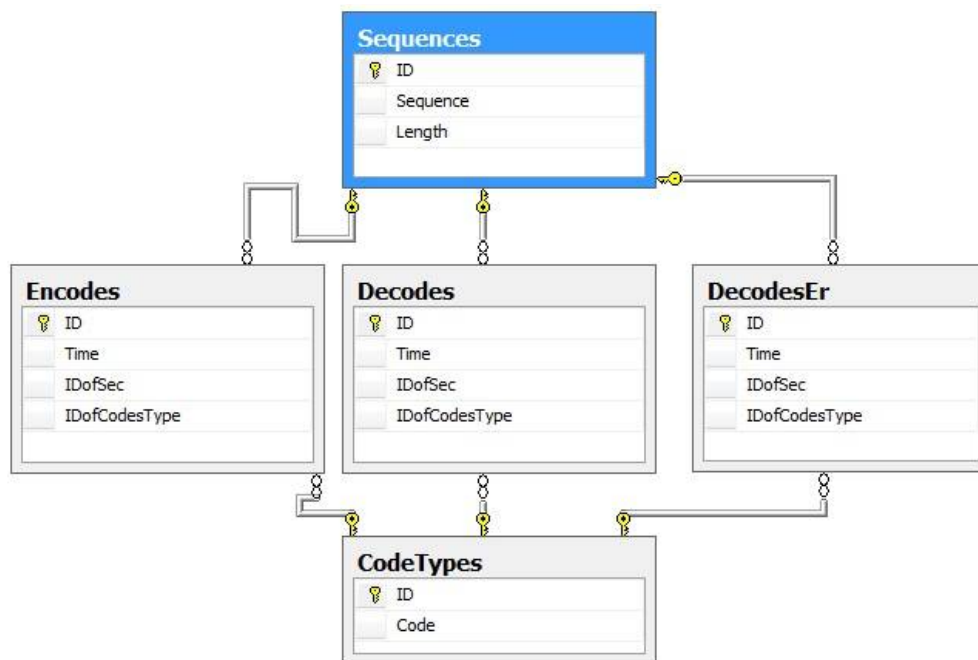 Sequences
ID
Sequence
Length
Encodes
ID
Time
IDofSec
IDofCodesType
Decodes
ID
Time
IDofSec
IDofCodesType
DecodesEr
ID
Time
IDofSec
IDofCodesType
CodeTypes
ID
Code